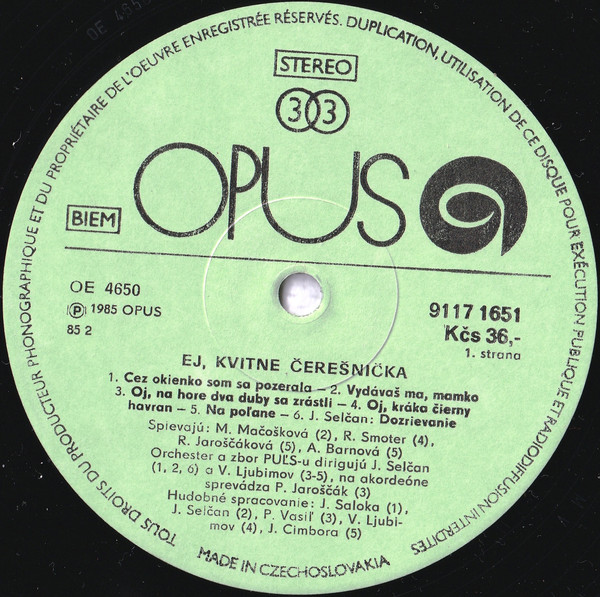 TOUS DROITS DU PRODUCTEUR PHONOGRAPHIQUE ET DU PROPRIÉTAIRE DE L'OEUVRE ENREGISTRÉE RÉSERVÉS. DUPLICATION, UTILISATION DE CE DISQUE POUR EXÉCUTION PUBLIQUE ET RADIODIFFUSION INTERDITES
STEREO
33
OPUS
BIEM
OE 4650
Ⓟ 1985 OPUS
85 2
9117 1651
Kčs 36,-
1. strana
EJ, KVITNE ČEREŠNIČKA
1. Cez okienko som sa pozerala – 2. Vydávaš ma, mamko
3. Oj, na hore dva duby sa zrástli – 4. Oj, kráka čierny
havran – 5. Na poľane – 6. J. Selčan: Dozrievanie
Spievajú: M. Mačošková (2), R. Smoter (4),
R. Jaroščáková (5), A. Barnová (5)
Orchester a zbor PUĽS-u dirigujú J. Selčan
(1, 2, 6) a V. Ljubimov (3-5), na akordeóne
sprevádza P. Jaroščák (3)
Hudobné spracovanie: J. Saloka (1),
J. Selčan (2), P. Vasiľ (3), V. Ljubi-
mov (4), J. Cimbora (5)
MADE IN CZECHOSLOVAKIA